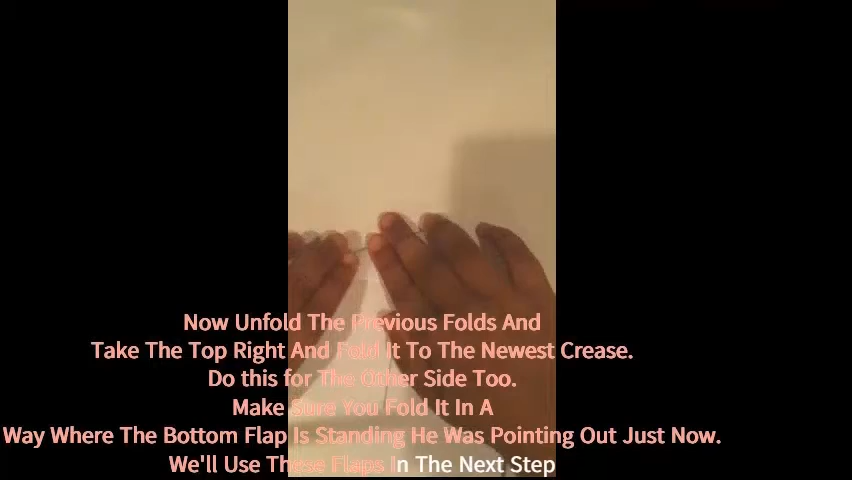 Now Unfold The Previous Folds And
Take The Top Right And Fold It To The Newest Crease.
Do this for The Other Side Too.
Make Sure You Fold It In A
Way Where The Bottom Flap Is Standing He Was Pointing Out Just Now.
We'll Use These Flaps In The Next Step